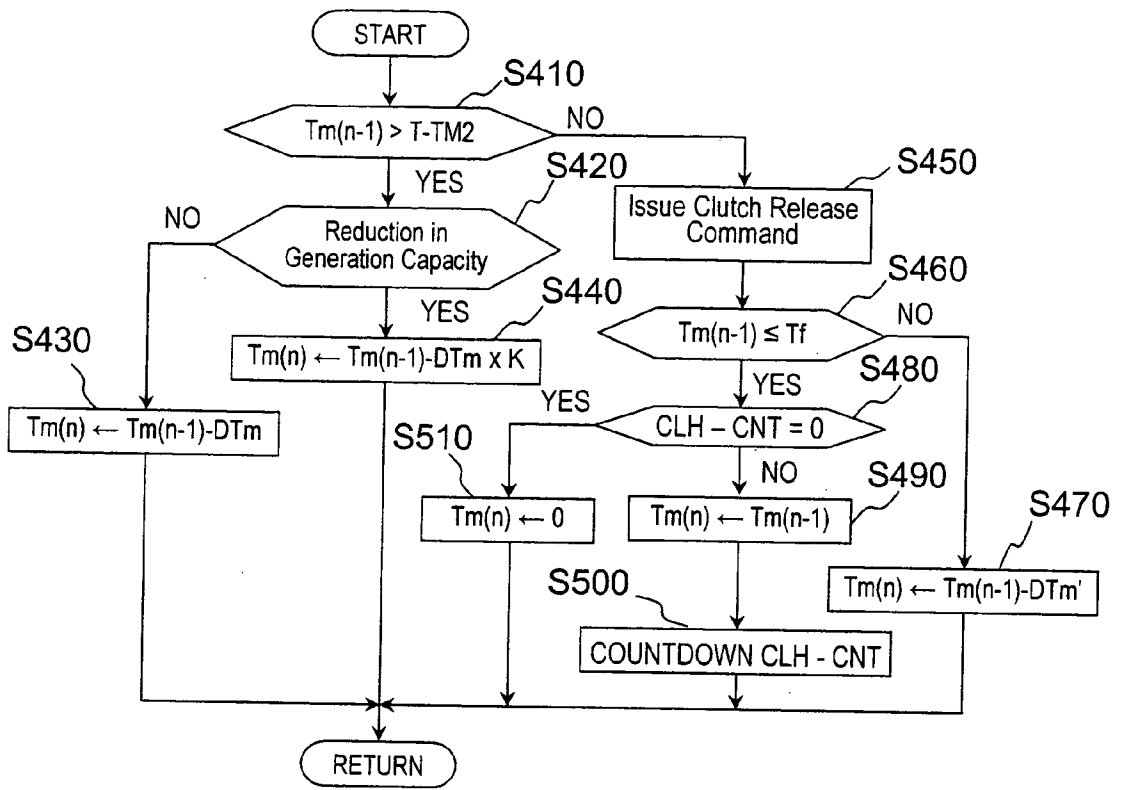 START
S410
Tm(n-1) > T-TM2
NO
YES
S420
S450
Issue Clutch Release
Command
NO
Reduction in
Generation Capacity
YES
S440
S460
Tm(n-1) ≤ Tf
NO
S430
Tm(n) ← Tm(n-1)-DTm x K
YES
S480
YES
Tm(n) ← Tm(n-1)-DTm
CLH – CNT = 0
S510
NO
S490
Tm(n) ← 0
Tm(n) ← Tm(n-1)
S470
S500
Tm(n) ← Tm(n-1)-DTm'
COUNTDOWN CLH - CNT
RETURN